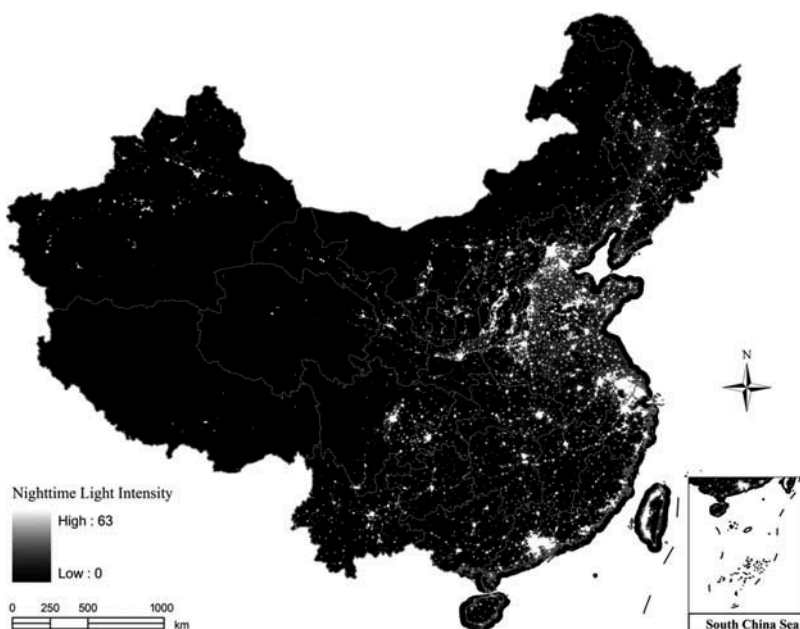 N
Nighttime Light Intensity
High : 63
Low : 0
0 250 500 1000
km
South China Sea